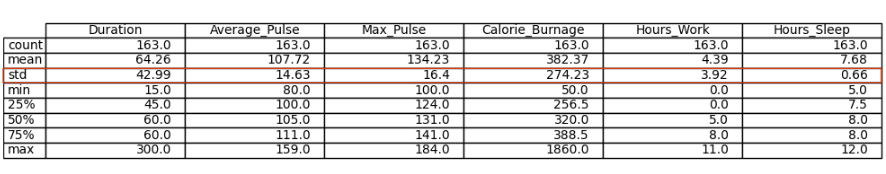 Duration Average_Pulse Max_Pulse Calorie_Burnage Hours_Work Hours_Sleep
count 163.0 163.0 163.0 163.0 163.0 163.0
mean 64.26 107.72 134.23 382.37 4.39 7.68
std 42.99 14.63 16.4 274.23 3.92 0.66
min 15.0 80.0 100.0 50.0 0.0 5.0
25% 45.0 100.0 124.0 256.5 0.0 7.5
50% 60.0 105.0 131.0 320.0 5.0 8.0
75% 60.0 111.0 141.0 388.5 8.0 8.0
max 300.0 159.0 184.0 1860.0 11.0 12.0